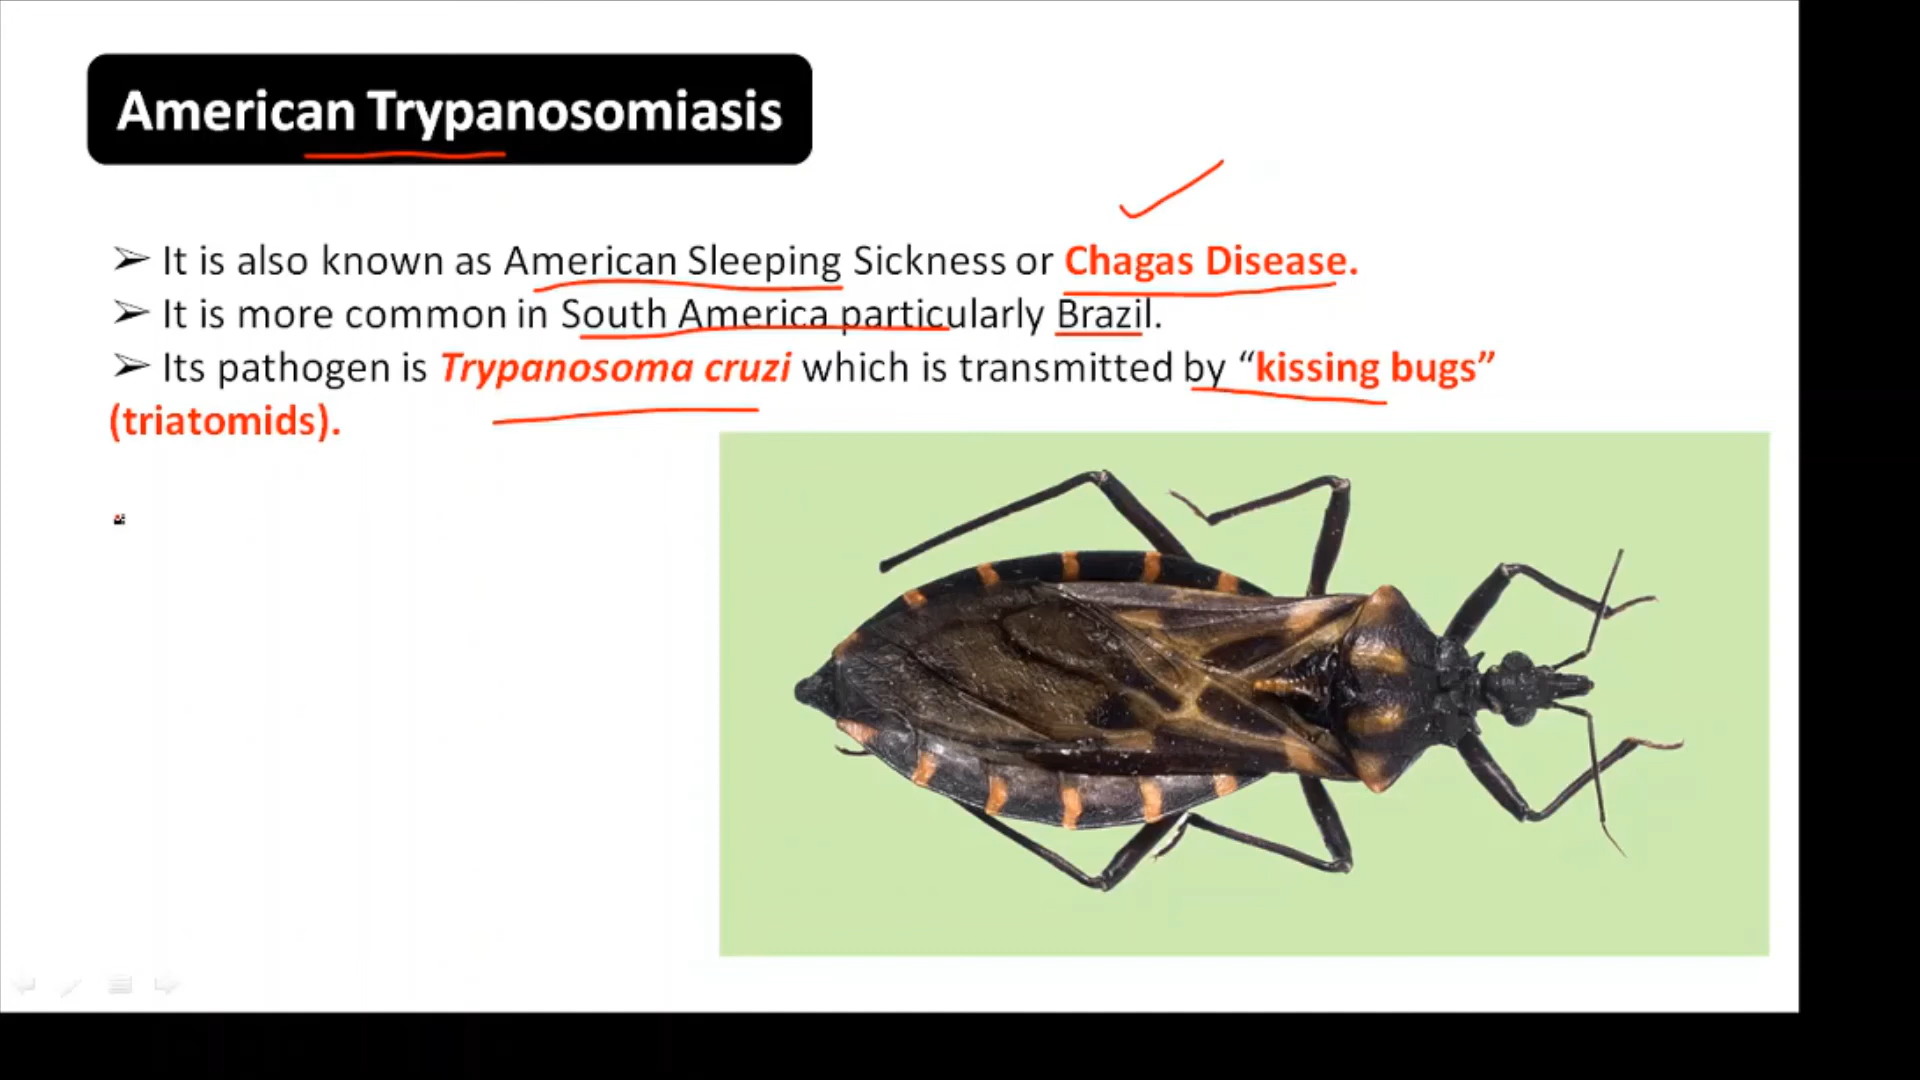 American Trypanosomiasis
➢ It is also known as American Sleeping Sickness or Chagas Disease.
➢ It is more common in South America particularly Brazil.
➢ Its pathogen is Trypanosoma cruzi which is transmitted by “kissing bugs”
(triatomids).